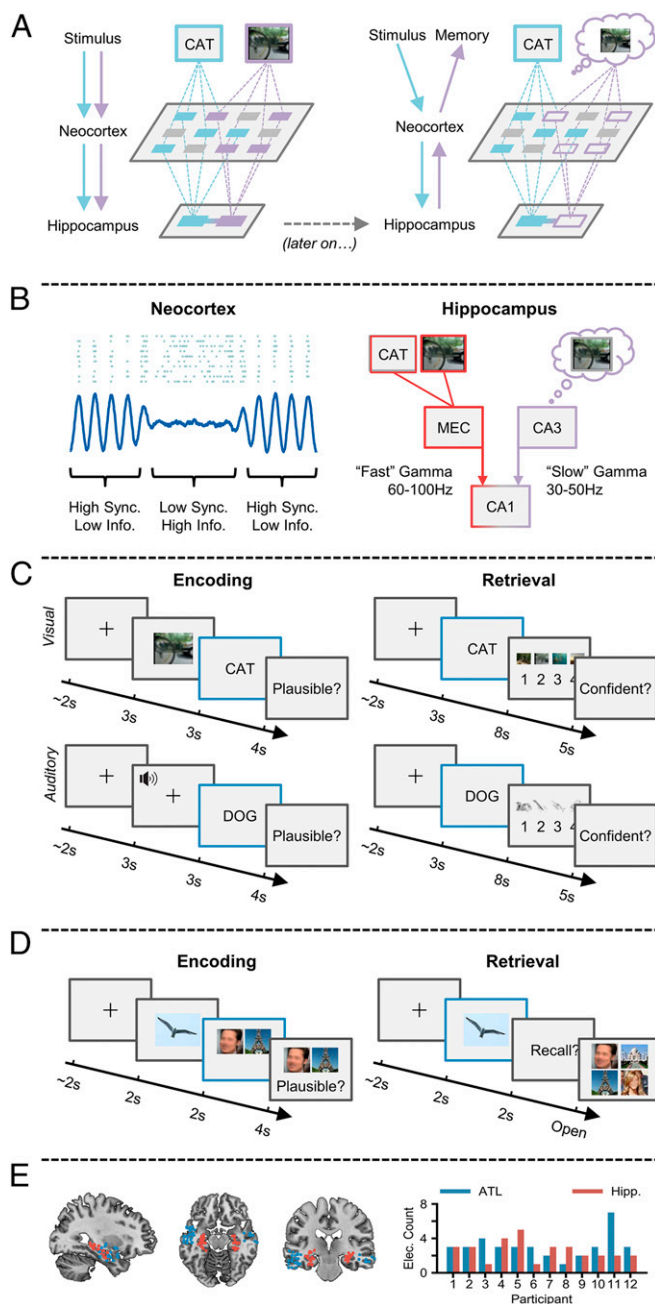 A
Stimulus
Neocortex
Hippocampus
CAT
(later on…)
Stimulus Memory
Neocortex
Hippocampus
CAT
B
Neocortex
High Sync.
Low Info.
Low Sync.
High Info.
High Sync.
Low Info.
Hippocampus
CAT
MEC
CA3
"Fast" Gamma
60-100Hz
"Slow" Gamma
30-50Hz
CA1
C
Encoding
Retrieval
Visual
+
CAT
Plausible?
~2s
3s
3s
4s
+
CAT
1 2 3 4
Confident?
~2s
3s
8s
5s
Auditory
+
+
DOG
Plausible?
~2s
3s
3s
4s
+
DOG
1 2 3 4
Confident?
~2s
3s
8s
5s
D
Encoding
Retrieval
+
Plausible?
~2s
2s
2s
4s
+
Recall?
~2s
2s
2s
Open
E
ATL
Hipp.
Elec. Count
8
4
0
1 2 3 4 5 6 7 8 9 10 11 12
Participant